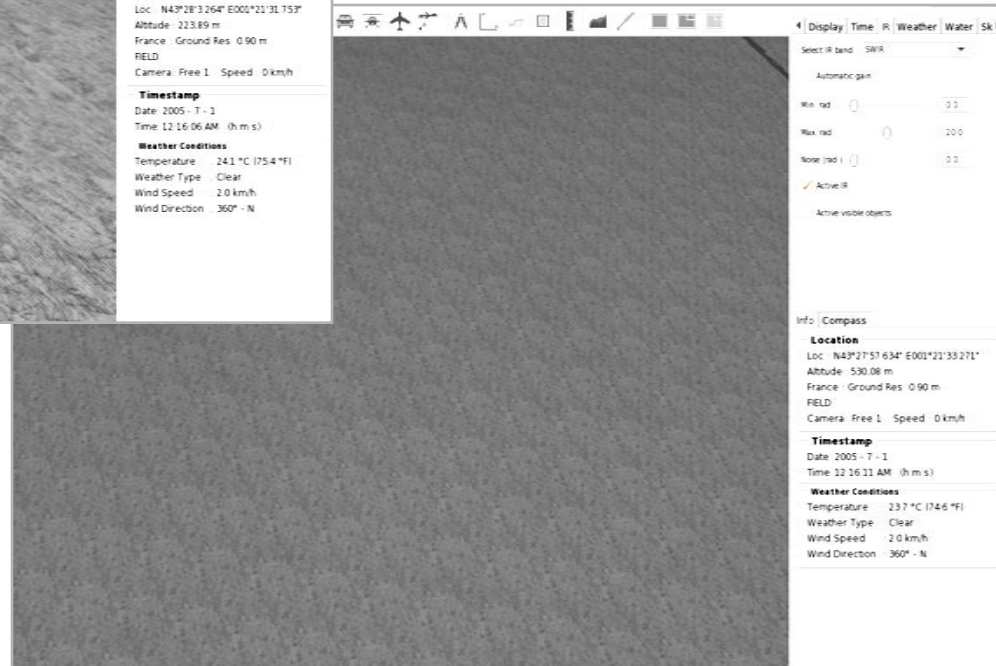 Loc : N43°28'3.264" E001°21'31.753"
Altitude : 223.89 m
France : Ground Res 0.90 m
FIELD
Camera : Free 1 Speed 0 km/h
Timestamp
Date 2005 - 7 - 1
Time 12 16 06 AM (h m s)
Weather Conditions
Temperature : 24.1 °C (75.4 °F)
Weather Type : Clear
Wind Speed : 2.0 km/h
Wind Direction : 360° - N
Display Time IR Weather Water Sk
Select IR band SWIR
Automatic gain
Min. rad 0.0
Max. rad 20.0
Noise (rad) 0.0
Active IR
Active visible objects
Info Compass
Location
Loc : N43°27'57.634" E001°21'33.271"
Altitude : 530.08 m
France : Ground Res 0.90 m
FIELD
Camera : Free 1 Speed 0 km/h
Timestamp
Date 2005 - 7 - 1
Time 12 16 11 AM (h m s)
Weather Conditions
Temperature : 23.7 °C (74.6 °F)
Weather Type : Clear
Wind Speed : 2.0 km/h
Wind Direction : 360° - N